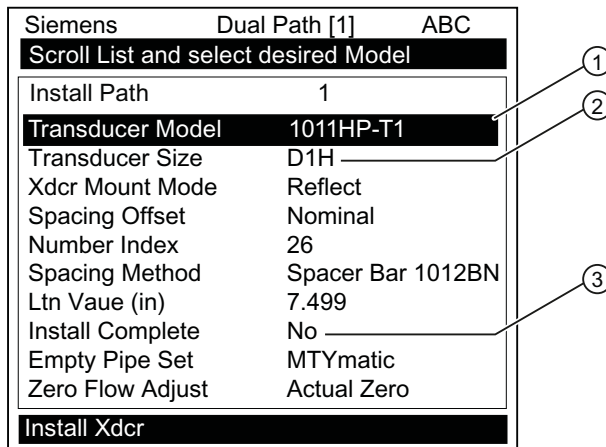 Siemens Dual Path [1] ABC
Scroll List and select desired Model
1
Install Path 1
2
Transducer Model 1011HP-T1
Transducer Size D1H
Xdcr Mount Mode Reflect
Spacing Offset Nominal
Number Index 26
Spacing Method Spacer Bar 1012BN
3
Ltn Vaue (in) 7.499
Install Complete No
Empty Pipe Set MTYmatic
Zero Flow Adjust Actual Zero
Install Xdcr